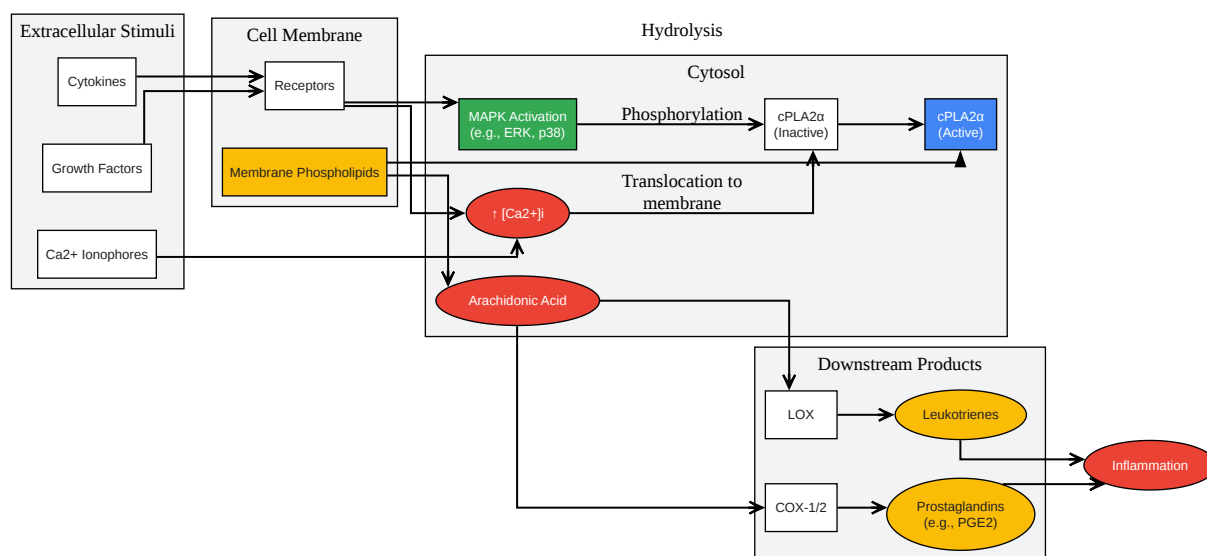 Extracellular Stimuli
Cytokines
Growth Factors
Ca2+ Ionophores
Cell Membrane
Receptors
Membrane Phospholipids
Hydrolysis
Cytosol
MAPK Activation
(e.g., ERK, p38)
Phosphorylation
cPLA2α
(Inactive)
cPLA2α
(Active)
↑ [Ca2+]i
Translocation to
membrane
Arachidonic Acid
Downstream Products
LOX
Leukotrienes
COX-1/2
Prostaglandins
(e.g., PGE2)
Inflammation